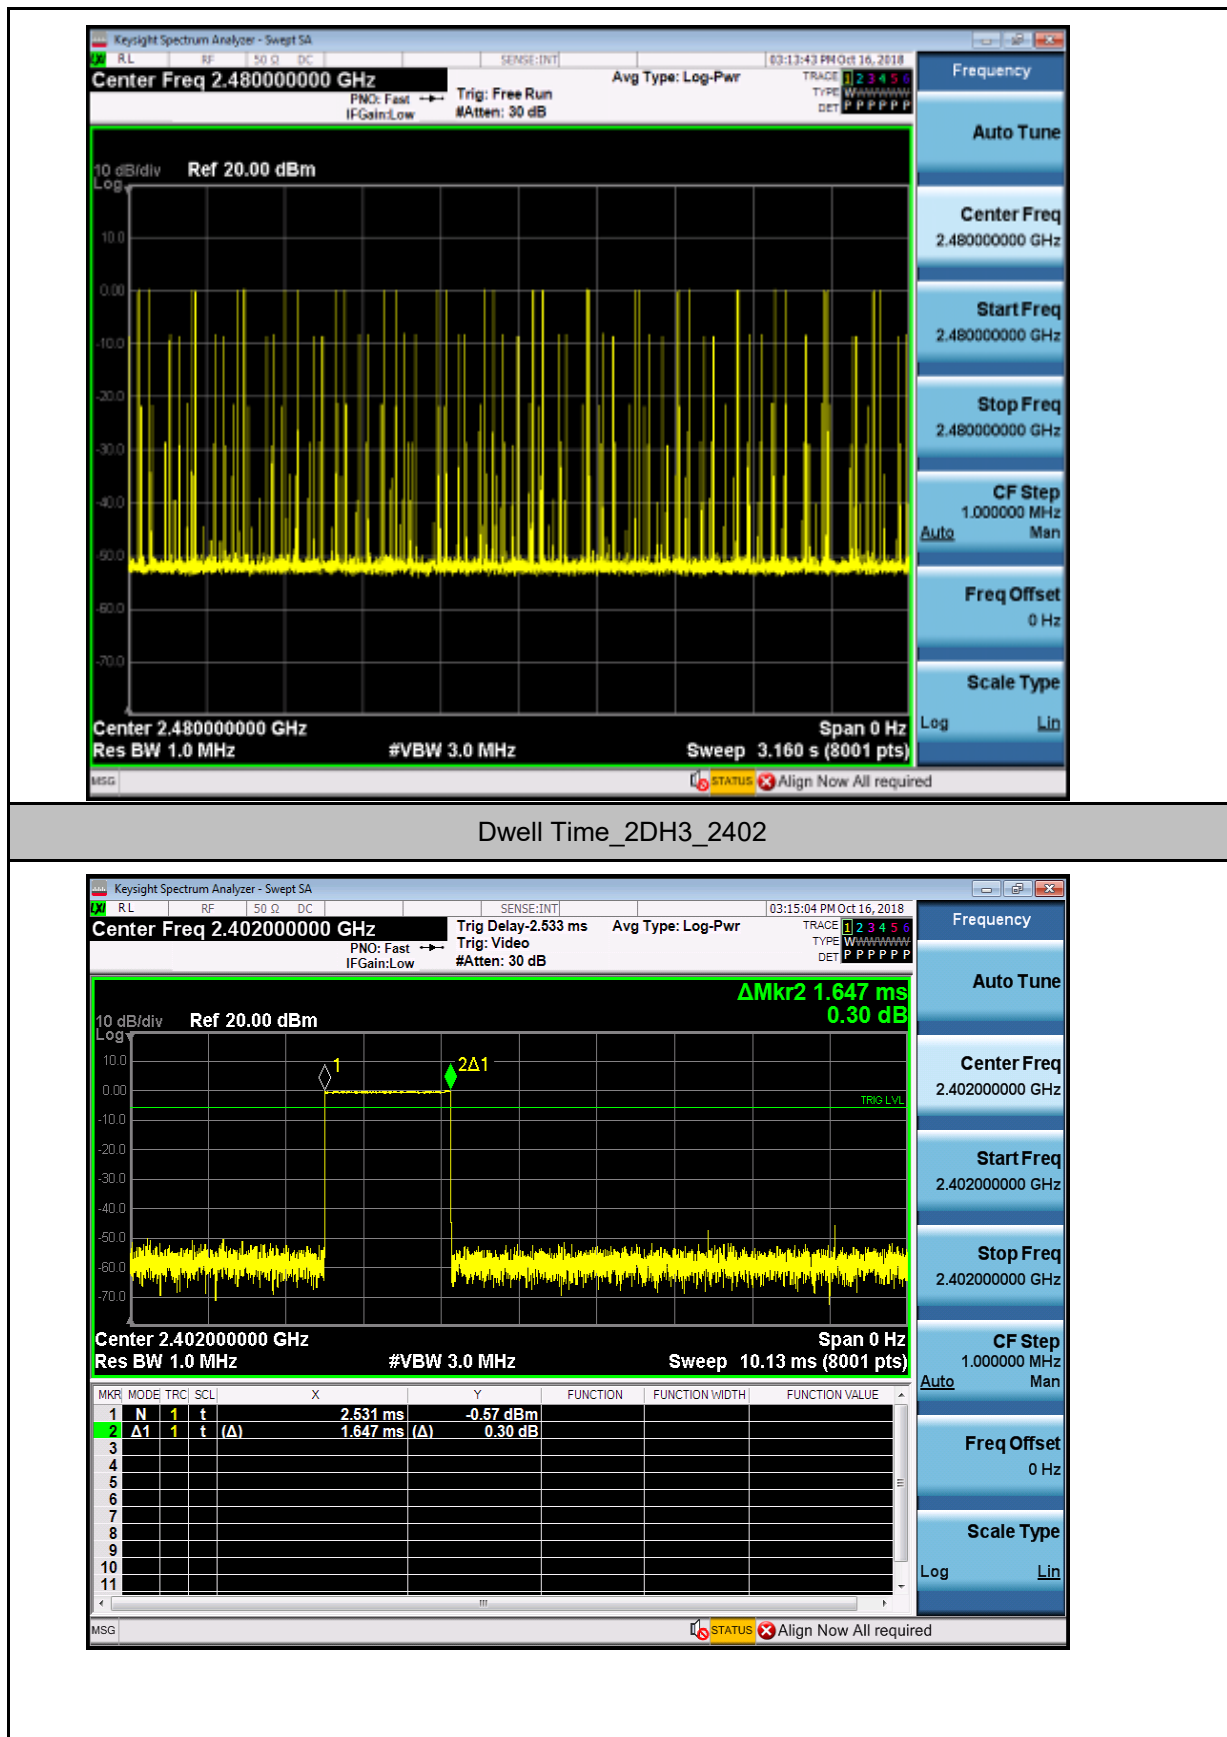 Keysight Spectrum Analyzer - Swept SA
LXI RL RF 50 Ω DC SENSE:INT 03:13:43 PM Oct 16, 2018
Center Freq 2.480000000 GHz
PNO: Fast
IFGain:Low
Trig: Free Run
#Atten: 30 dB
Avg Type: Log-Pwr
TRACE 1 2 3 4 5 6
TYPE WWWWWW
DET P P P P P P
Frequency
Auto Tune
Center Freq
2.480000000 GHz
Start Freq
2.480000000 GHz
Stop Freq
2.480000000 GHz
CF Step
1.000000 MHz
Auto Man
Freq Offset
0 Hz
Scale Type
Log Lin
10 dB/div Ref 20.00 dBm
Log
10.0
0.00
-10.0
-20.0
-30.0
-40.0
-50.0
-60.0
-70.0
Center 2.480000000 GHz Span 0 Hz
Res BW 1.0 MHz #VBW 3.0 MHz Sweep 3.160 s (8001 pts)
MSG STATUS Align Now All required
Dwell Time_2DH3_2402
Keysight Spectrum Analyzer - Swept SA
LXI RL RF 50 Ω DC SENSE:INT 03:15:04 PM Oct 16, 2018
Center Freq 2.402000000 GHz
PNO: Fast
IFGain:Low
Trig Delay-2.533 ms
Trig: Video
#Atten: 30 dB
Avg Type: Log-Pwr
TRACE 1 2 3 4 5 6
TYPE WWWWWW
DET P P P P P P
Frequency
Auto Tune
Center Freq
2.402000000 GHz
Start Freq
2.402000000 GHz
Stop Freq
2.402000000 GHz
CF Step
1.000000 MHz
Auto Man
Freq Offset
0 Hz
Scale Type
Log Lin
ΔMkr2 1.647 ms
0.30 dB
10 dB/div Ref 20.00 dBm
Log
10.0
0.00
-10.0
-20.0
-30.0
-40.0
-50.0
-60.0
-70.0
1
2Δ1
TRIG LVL
Center 2.402000000 GHz Span 0 Hz
Res BW 1.0 MHz #VBW 3.0 MHz Sweep 10.13 ms (8001 pts)
MKR MODE TRC SCL X Y FUNCTION FUNCTION WIDTH FUNCTION VALUE
1 N 1 t 2.531 ms -0.57 dBm
2 Δ1 1 t (Δ) 1.647 ms (Δ) 0.30 dB
3
4
5
6
7
8
9
10
11
MSG STATUS Align Now All required